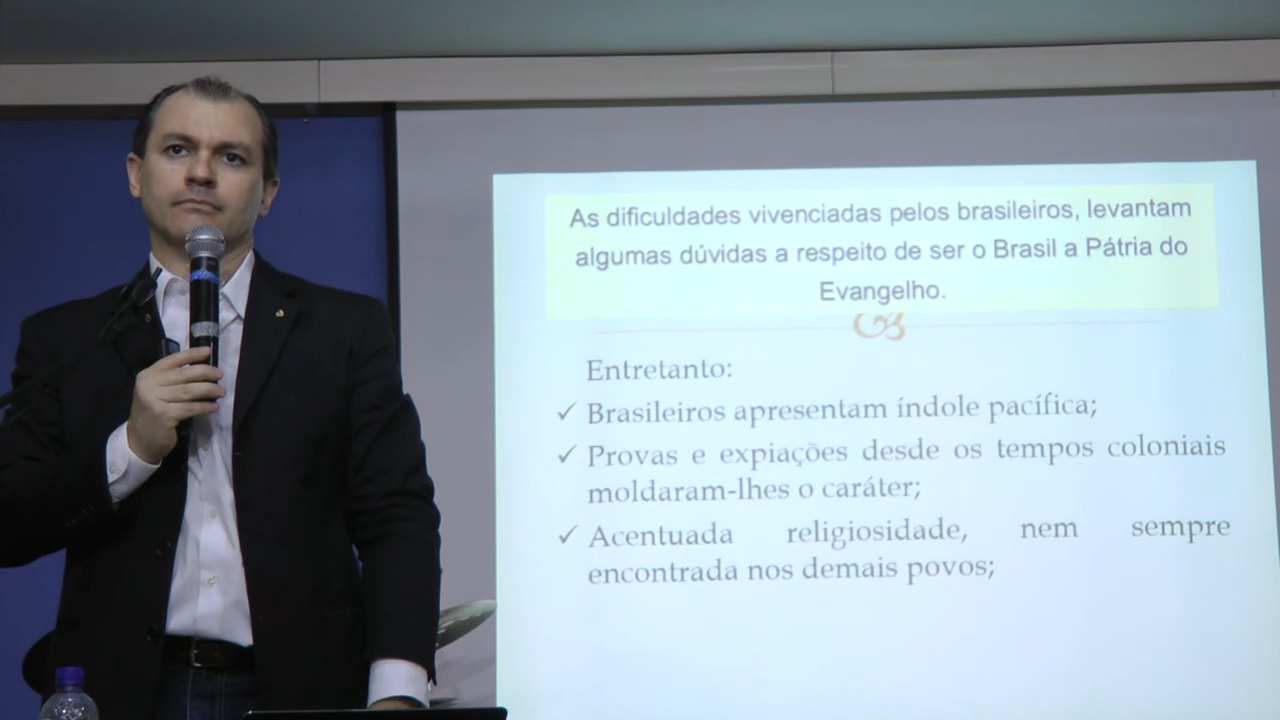 As dificuldades vivenciadas pelos brasileiros, levantam
algumas dúvidas a respeito de ser o Brasil a Pátria do
Evangelho.
Entretanto:
✓ Brasileiros apresentam índole pacífica;
✓ Provas e expiações desde os tempos coloniais
moldaram-lhes o caráter;
✓ Acentuada religiosidade, nem sempre
encontrada nos demais povos;